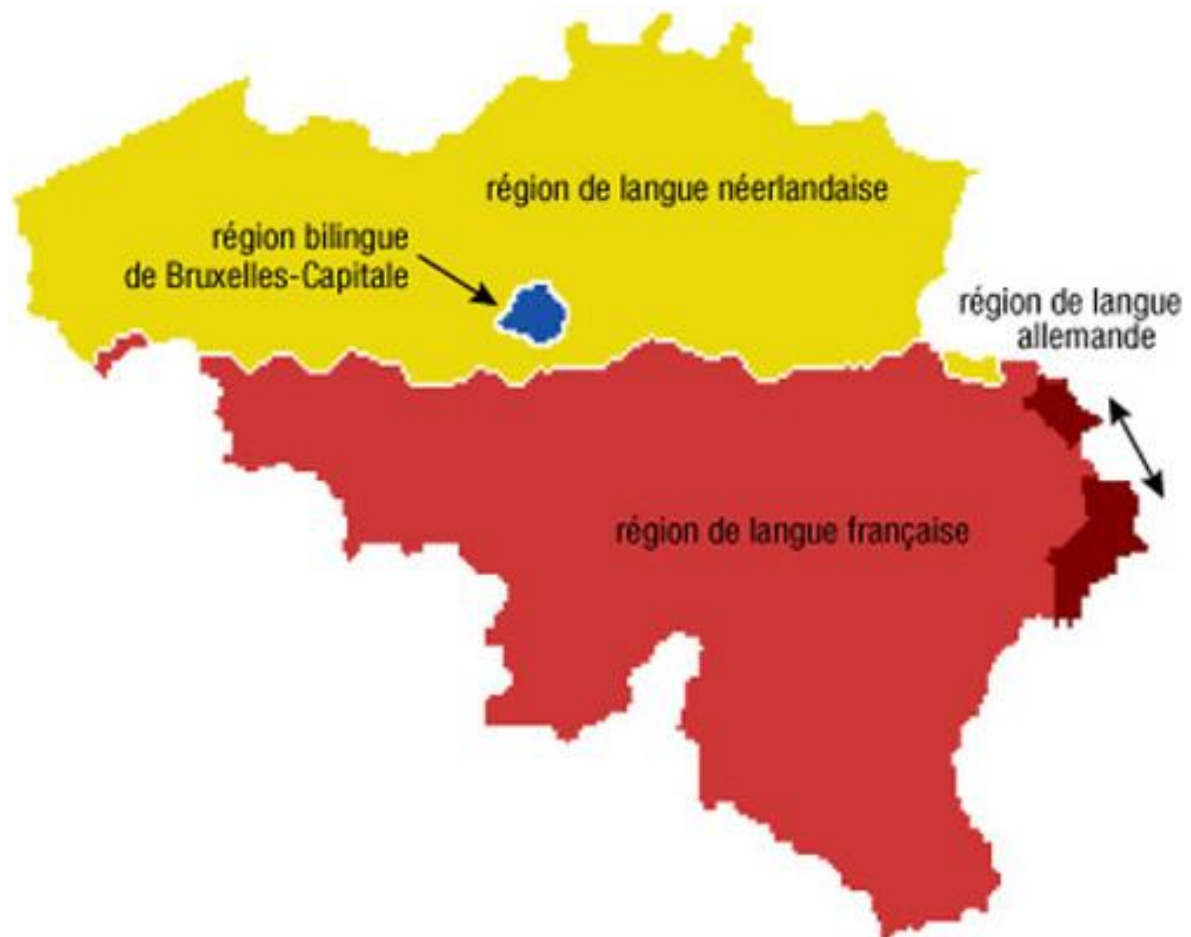 région de langue néerlandaise
région bilingue
de Bruxelles-Capitale
région de langue
allemande
région de langue française